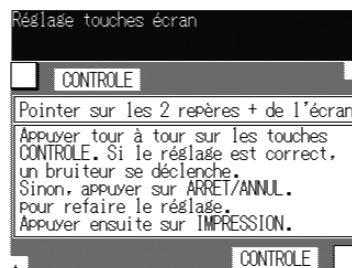 Réglage touches écran
CONTROLE
Pointer sur les 2 repères + de l'écran
Appuyer tour à tour sur les touches
CONTROLE. Si le réglage est correct,
un bruiteur se déclenche.
Sinon, appuyer sur ARRET/ANNUL.
pour refaire le réglage.
Appuyer ensuite sur IMPRESSION.
CONTROLE